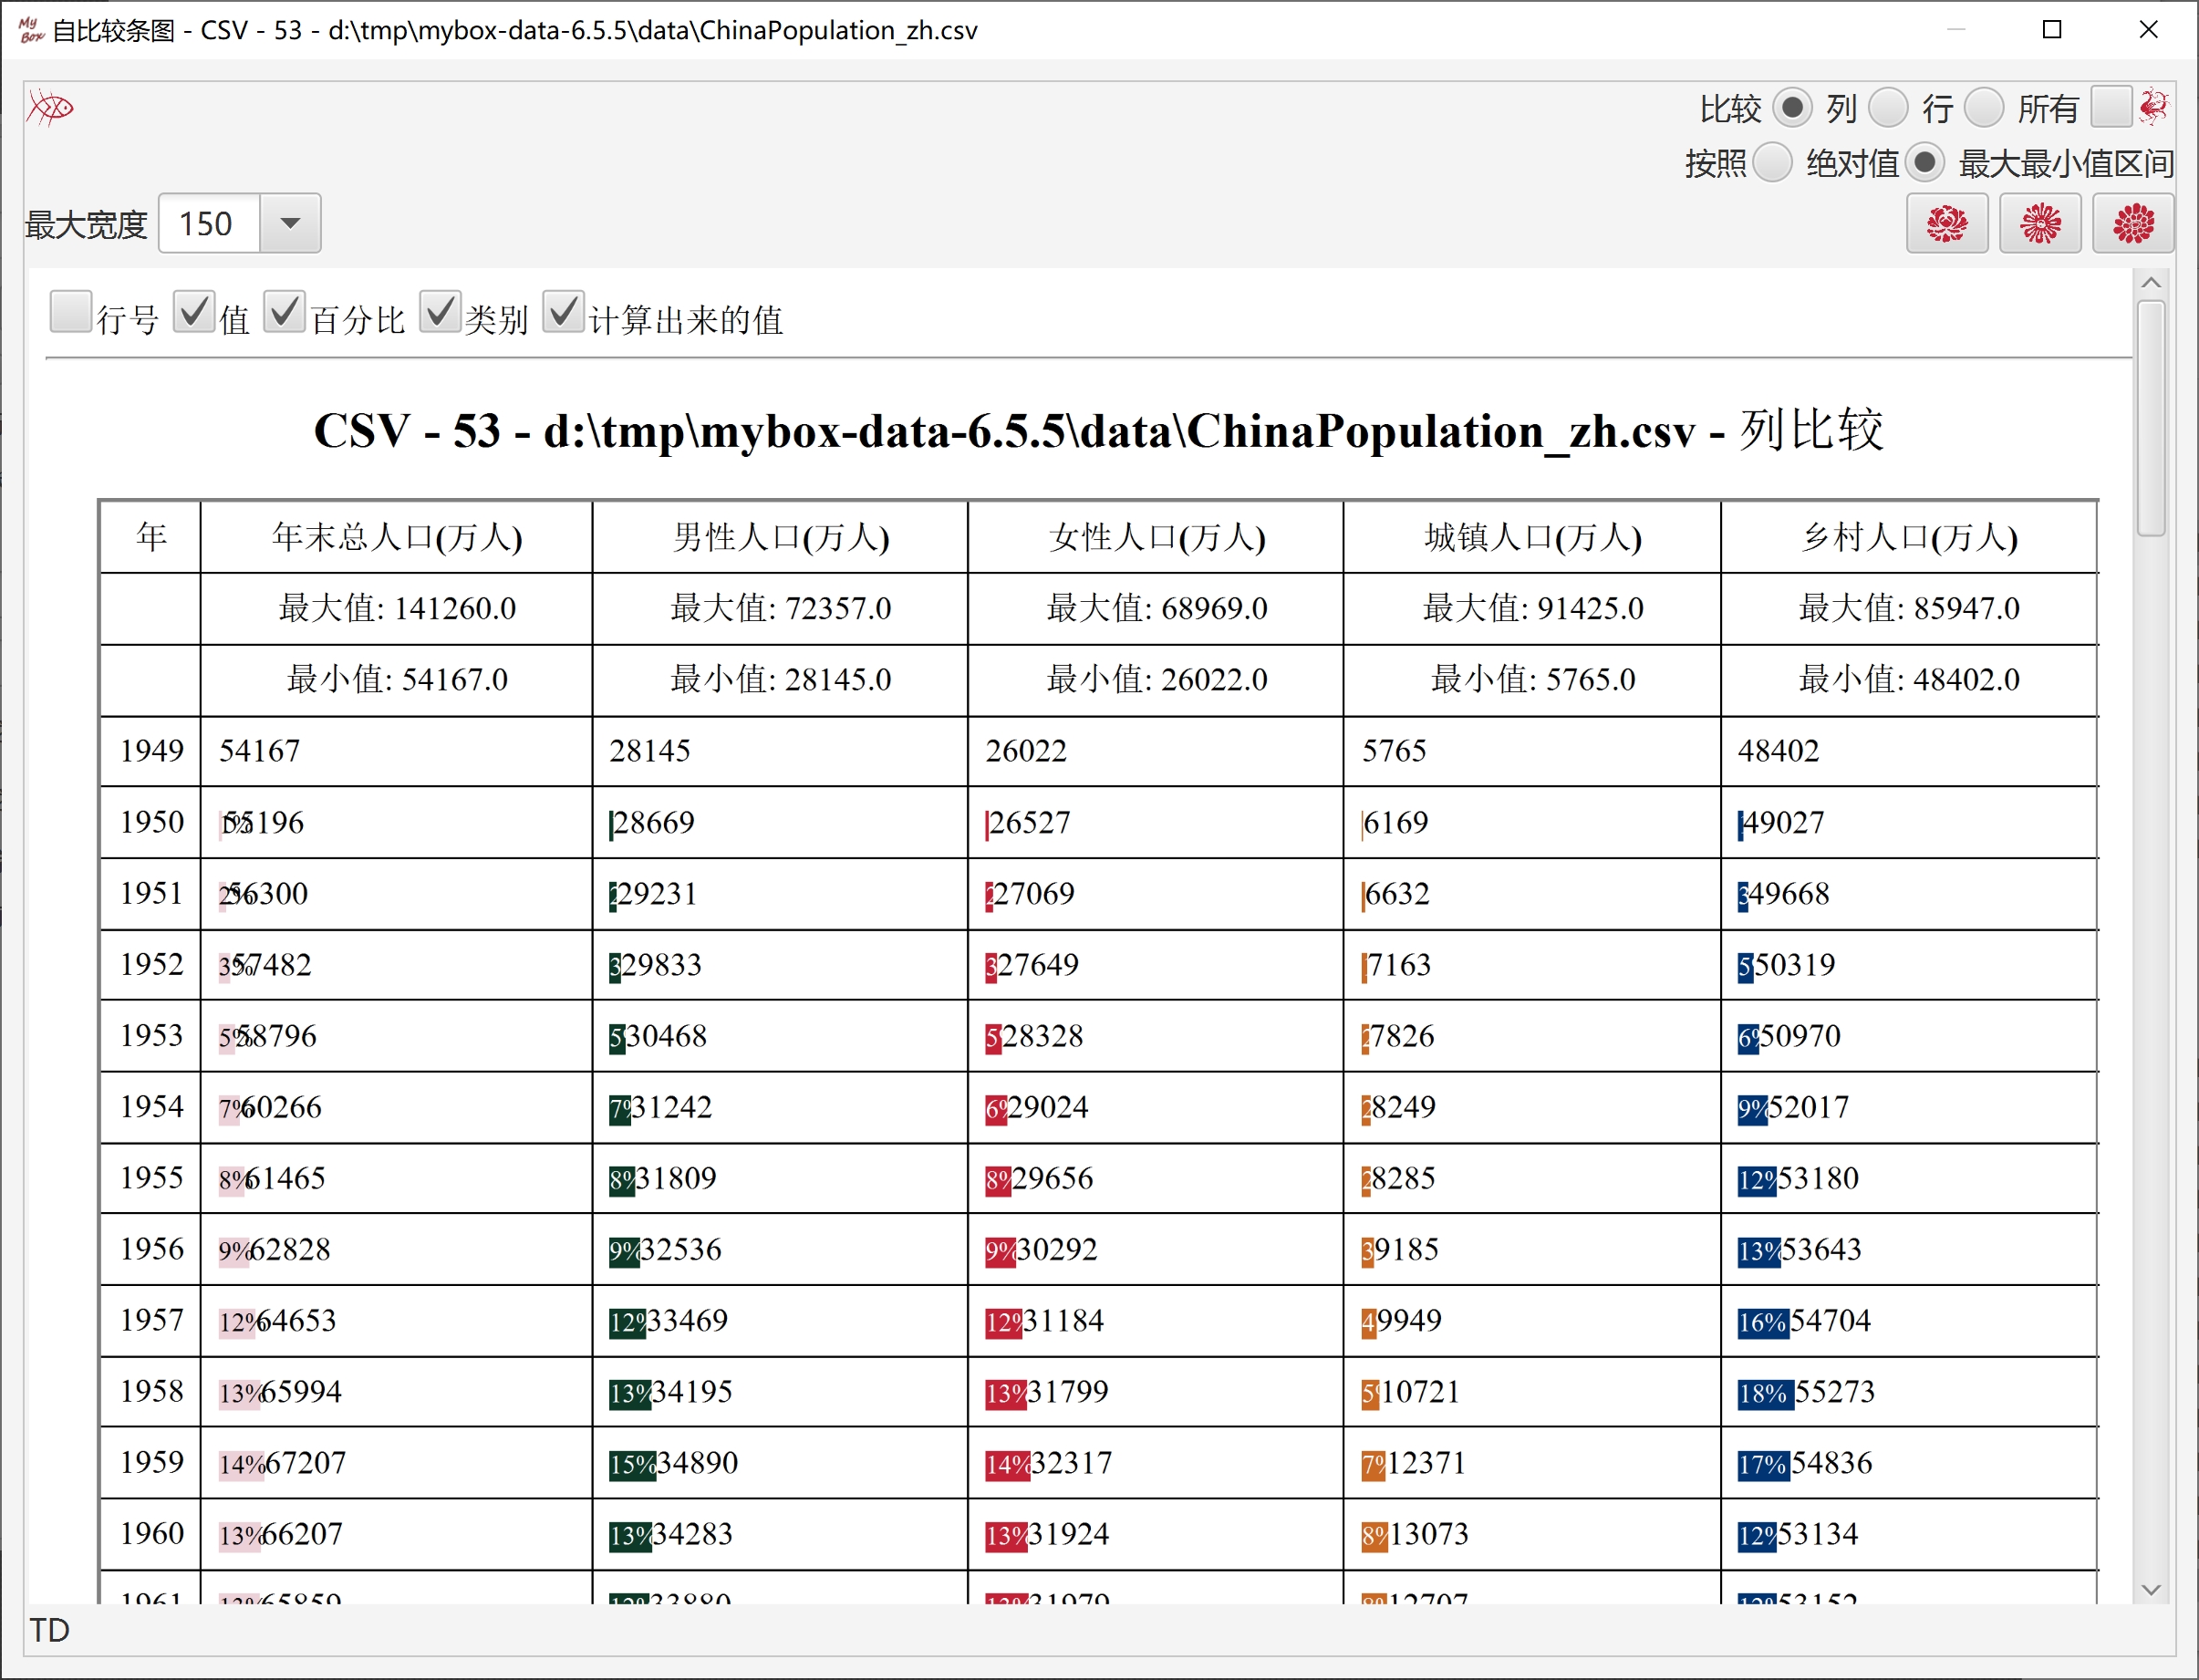 My Box 自比较条图 - CSV - 53 - d:\tmp\mybox-data-6.5.5\data\ChinaPopulation_zh.csv
比较 列 行 所有
按照 绝对值 最大最小值区间
最大宽度 150
行号 值 百分比 类别 计算出来的值
CSV - 53 - d:\tmp\mybox-data-6.5.5\data\ChinaPopulation_zh.csv - 列比较
年 年末总人口(万人) 男性人口(万人) 女性人口(万人) 城镇人口(万人) 乡村人口(万人)
最大值: 141260.0 最大值: 72357.0 最大值: 68969.0 最大值: 91425.0 最大值: 85947.0
最小值: 54167.0 最小值: 28145.0 最小值: 26022.0 最小值: 5765.0 最小值: 48402.0
1949 54167 28145 26022 5765 48402
1950 1% 55196 28669 26527 6169 49027
1951 2% 56300 2 29231 2 27069 6632 3 49668
1952 3% 57482 3 29833 3 27649 7163 5 50319
1953 5% 58796 5 30468 5 28328 2 7826 6% 50970
1954 7% 60266 7% 31242 6% 29024 2 8249 9% 52017
1955 8% 61465 8% 31809 8% 29656 2 8285 12% 53180
1956 9% 62828 9% 32536 9% 30292 3 9185 13% 53643
1957 12% 64653 12% 33469 12% 31184 4 9949 16% 54704
1958 13% 65994 13% 34195 13% 31799 5 10721 18% 55273
1959 14% 67207 15% 34890 14% 32317 7% 12371 17% 54836
1960 13% 66207 13% 34283 13% 31924 8% 13073 12% 53134
1961 13% 65859 12% 33880 13% 31979 8% 12707 12% 53152
TD